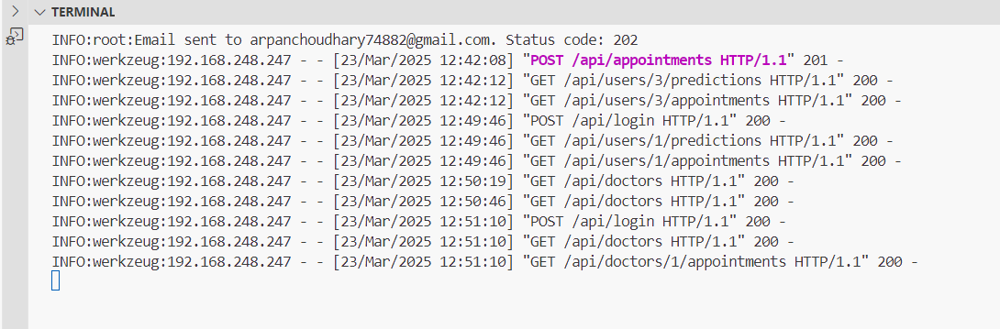 TERMINAL
INFO:root:Email sent to arpanchoudhary74882@gmail.com. Status code: 202
INFO:werkzeug:192.168.248.247 - - [23/Mar/2025 12:42:08] "POST /api/appointments HTTP/1.1" 201 -
INFO:werkzeug:192.168.248.247 - - [23/Mar/2025 12:42:12] "GET /api/users/3/predictions HTTP/1.1" 200 -
INFO:werkzeug:192.168.248.247 - - [23/Mar/2025 12:42:12] "GET /api/users/3/appointments HTTP/1.1" 200 -
INFO:werkzeug:192.168.248.247 - - [23/Mar/2025 12:49:46] "POST /api/login HTTP/1.1" 200 -
INFO:werkzeug:192.168.248.247 - - [23/Mar/2025 12:49:46] "GET /api/users/1/predictions HTTP/1.1" 200 -
INFO:werkzeug:192.168.248.247 - - [23/Mar/2025 12:49:46] "GET /api/users/1/appointments HTTP/1.1" 200 -
INFO:werkzeug:192.168.248.247 - - [23/Mar/2025 12:50:19] "GET /api/doctors HTTP/1.1" 200 -
INFO:werkzeug:192.168.248.247 - - [23/Mar/2025 12:50:46] "GET /api/doctors HTTP/1.1" 200 -
INFO:werkzeug:192.168.248.247 - - [23/Mar/2025 12:51:10] "POST /api/login HTTP/1.1" 200 -
INFO:werkzeug:192.168.248.247 - - [23/Mar/2025 12:51:10] "GET /api/doctors HTTP/1.1" 200 -
INFO:werkzeug:192.168.248.247 - - [23/Mar/2025 12:51:10] "GET /api/doctors/1/appointments HTTP/1.1" 200 -